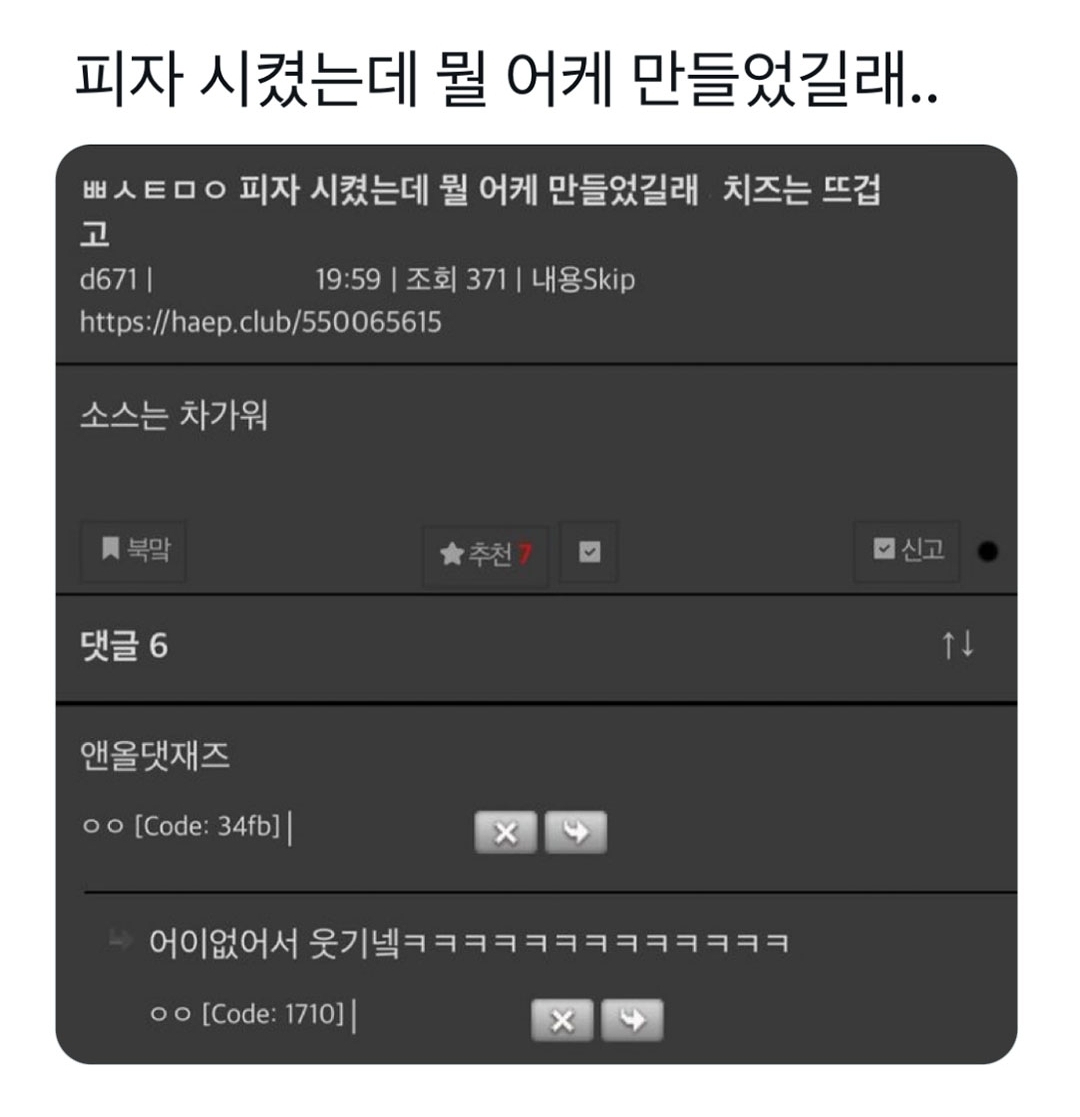 피자 시켰는데 뭘 어케 만들었길래..
ㅃㅅㅌㅁㅇ 피자 시켰는데 뭘 어케 만들었길래 치즈는 뜨겁
고
d671 | 19:59 | 조회 371 | 내용Skip
https://haep.club/550065615
소스는 차가워
북맠 추천 7 신고
댓글 6 ↑↓
앤올댓재즈
ㅇㅇ [Code: 34fb] |
어이없어서 웃기넼ㅋㅋㅋㅋㅋㅋㅋㅋㅋㅋㅋㅋㅋ
ㅇㅇ [Code: 1710] |